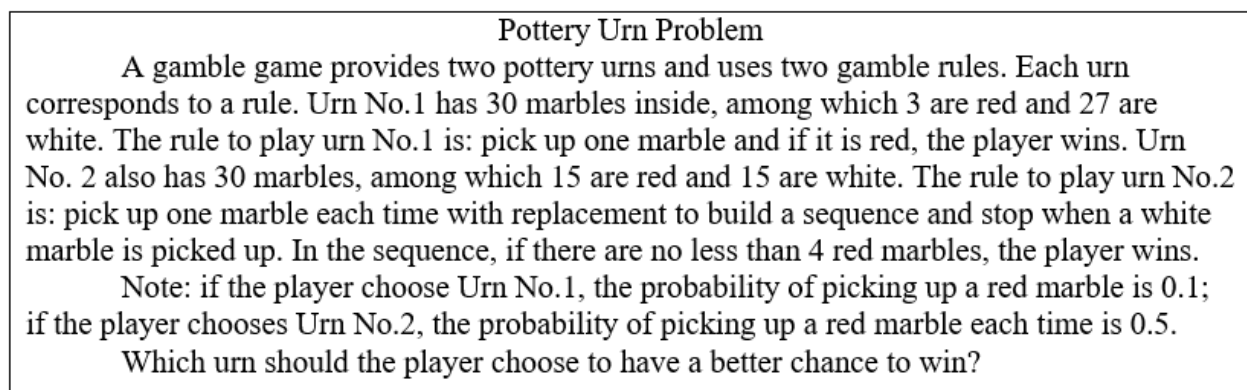 Pottery Urn Problem
A gamble game provides two pottery urns and uses two gamble rules. Each urn
corresponds to a rule. Urn No.1 has 30 marbles inside, among which 3 are red and 27 are
white. The rule to play urn No.1 is: pick up one marble and if it is red, the player wins. Urn
No. 2 also has 30 marbles, among which 15 are red and 15 are white. The rule to play urn No.2
is: pick up one marble each time with replacement to build a sequence and stop when a white
marble is picked up. In the sequence, if there are no less than 4 red marbles, the player wins.
Note: if the player choose Urn No.1, the probability of picking up a red marble is 0.1;
if the player chooses Urn No.2, the probability of picking up a red marble each time is 0.5.
Which urn should the player choose to have a better chance to win?